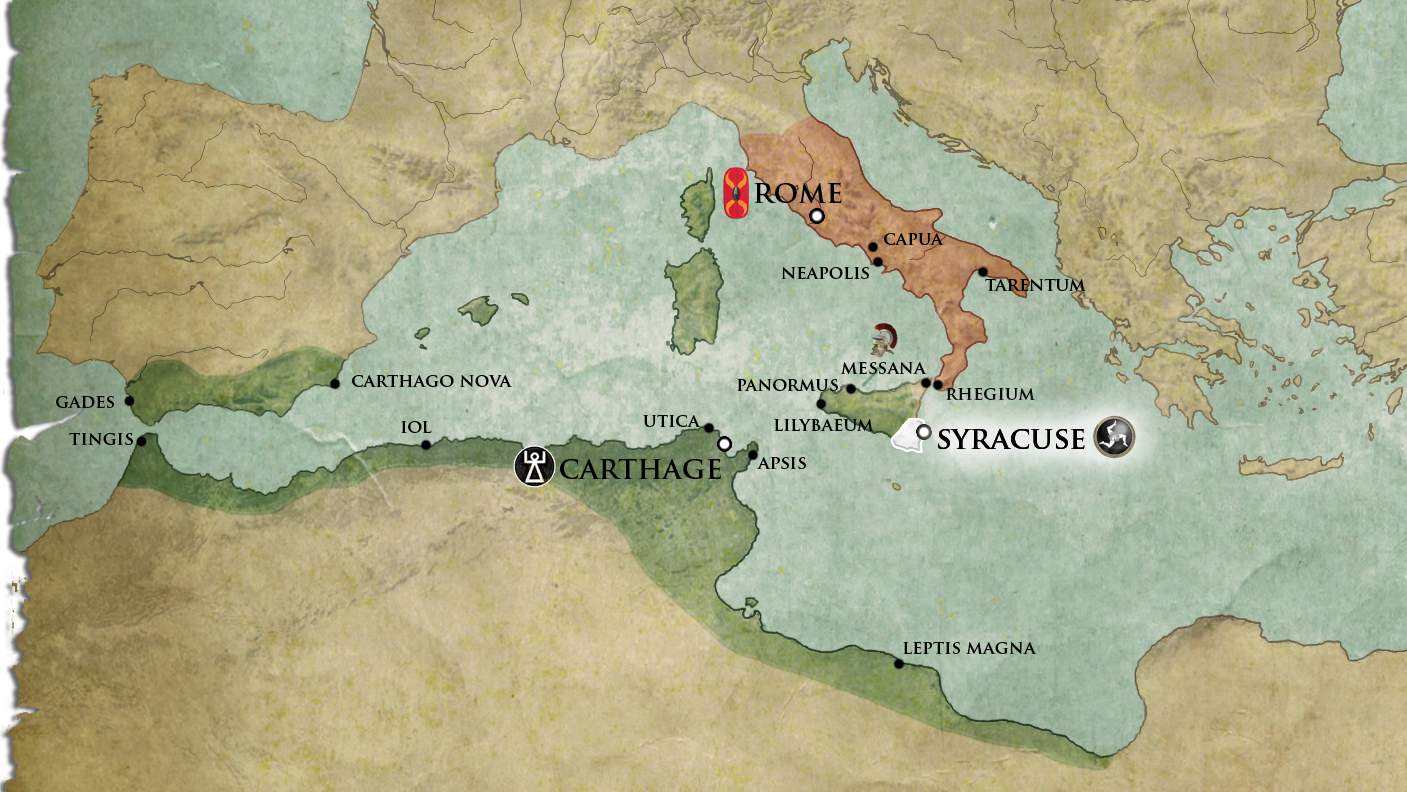 ROME
CAPUA
NEAPOLIS
TARENTUM
MESSANA
PANORMUS
RHEGIUM
CARTHAGO NOVA
GADES
TINGIS
IOL
UTICA
LILYBAEUM
SYRACUSE
CARTHAGE
APSIS
LEPTIS MAGNA